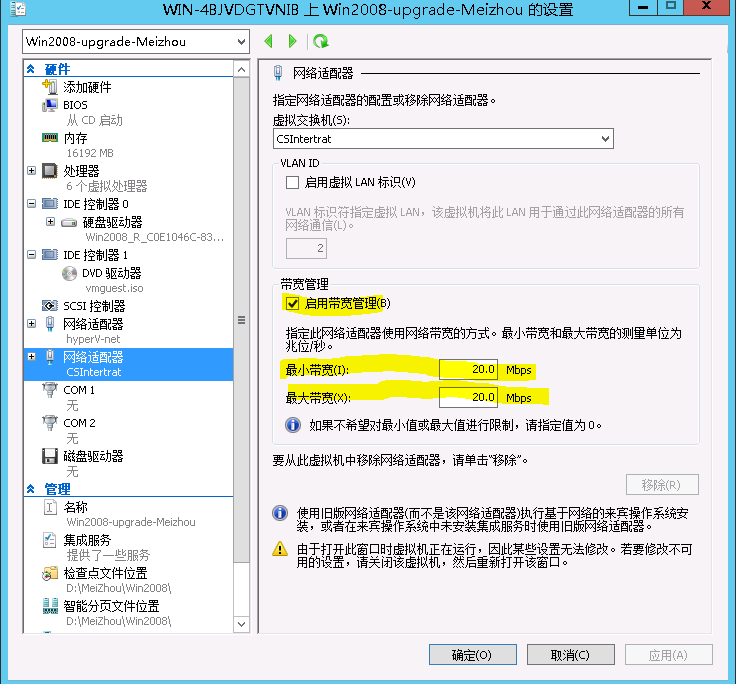 WIN-4BJVDGTVNIB 上 Win2008-upgrade-Meizhou 的设置
Win2008-upgrade-Meizhou
硬件
添加硬件
BIOS
从 CD 启动
内存
16192 MB
处理器
6 个虚拟处理器
IDE 控制器 0
硬盘驱动器
Win2008_R_C0E1046C-83...
IDE 控制器 1
DVD 驱动器
vmguest.iso
SCSI 控制器
网络适配器
hyperV-net
网络适配器
CSIntertrat
COM 1
无
COM 2
无
磁盘驱动器
无
管理
名称
Win2008-upgrade-Meizhou
集成服务
提供了一些服务
检查点文件位置
D:\MeiZhou\Win2008\
智能分页文件位置
D:\MeiZhou\Win2008\
网络适配器
指定网络适配器的配置或移除网络适配器。
虚拟交换机(S):
CSIntertrat
VLAN ID
启用虚拟 LAN 标识(V)
VLAN 标识符指定虚拟 LAN，该虚拟机将此 LAN 用于通过此网络适配器的所有
网络通信(L)。
2
带宽管理
启用带宽管理(B)
指定此网络适配器使用网络带宽的方式。最小带宽和最大带宽的测量单位为
兆位/秒。
最小带宽(I): 20.0 Mbps
最大带宽(X): 20.0 Mbps
如果不希望对最小值或最大值进行限制，请指定值为 0。
要从此虚拟机中移除网络适配器，请单击“移除”。
移除(R)
使用旧版网络适配器(而不是该网络适配器)执行基于网络的来宾操作系统安
装，或者在来宾操作系统中未安装集成服务时使用旧版网络适配器。
由于打开此窗口时虚拟机正在运行，因此某些设置无法修改。若要修改不可
用的设置，请关闭该虚拟机，然后重新打开该窗口。
确定(O) 取消(C) 应用(A)